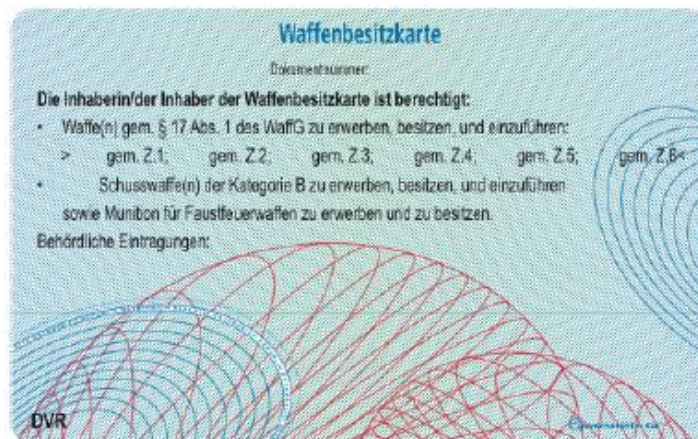 Waffenbesitzkarte
Dokumentnummer:
Die Inhaberin/der Inhaber der Waffenbesitzkarte ist berechtigt:
• Waffe(n) gem. § 17 Abs. 1 des WaffG zu erwerben, besitzen, und einzuführen:
> gem. Z.1; gem. Z.2; gem. Z.3; gem. Z.4; gem. Z.5; gem. Z.6<
• Schusswaffe(n) der Kategorie B zu erwerben, besitzen, und einzuführen
sowie Munition für Faustfeuerwaffen zu erwerben und zu besitzen.
Behördliche Eintragungen:
DVR